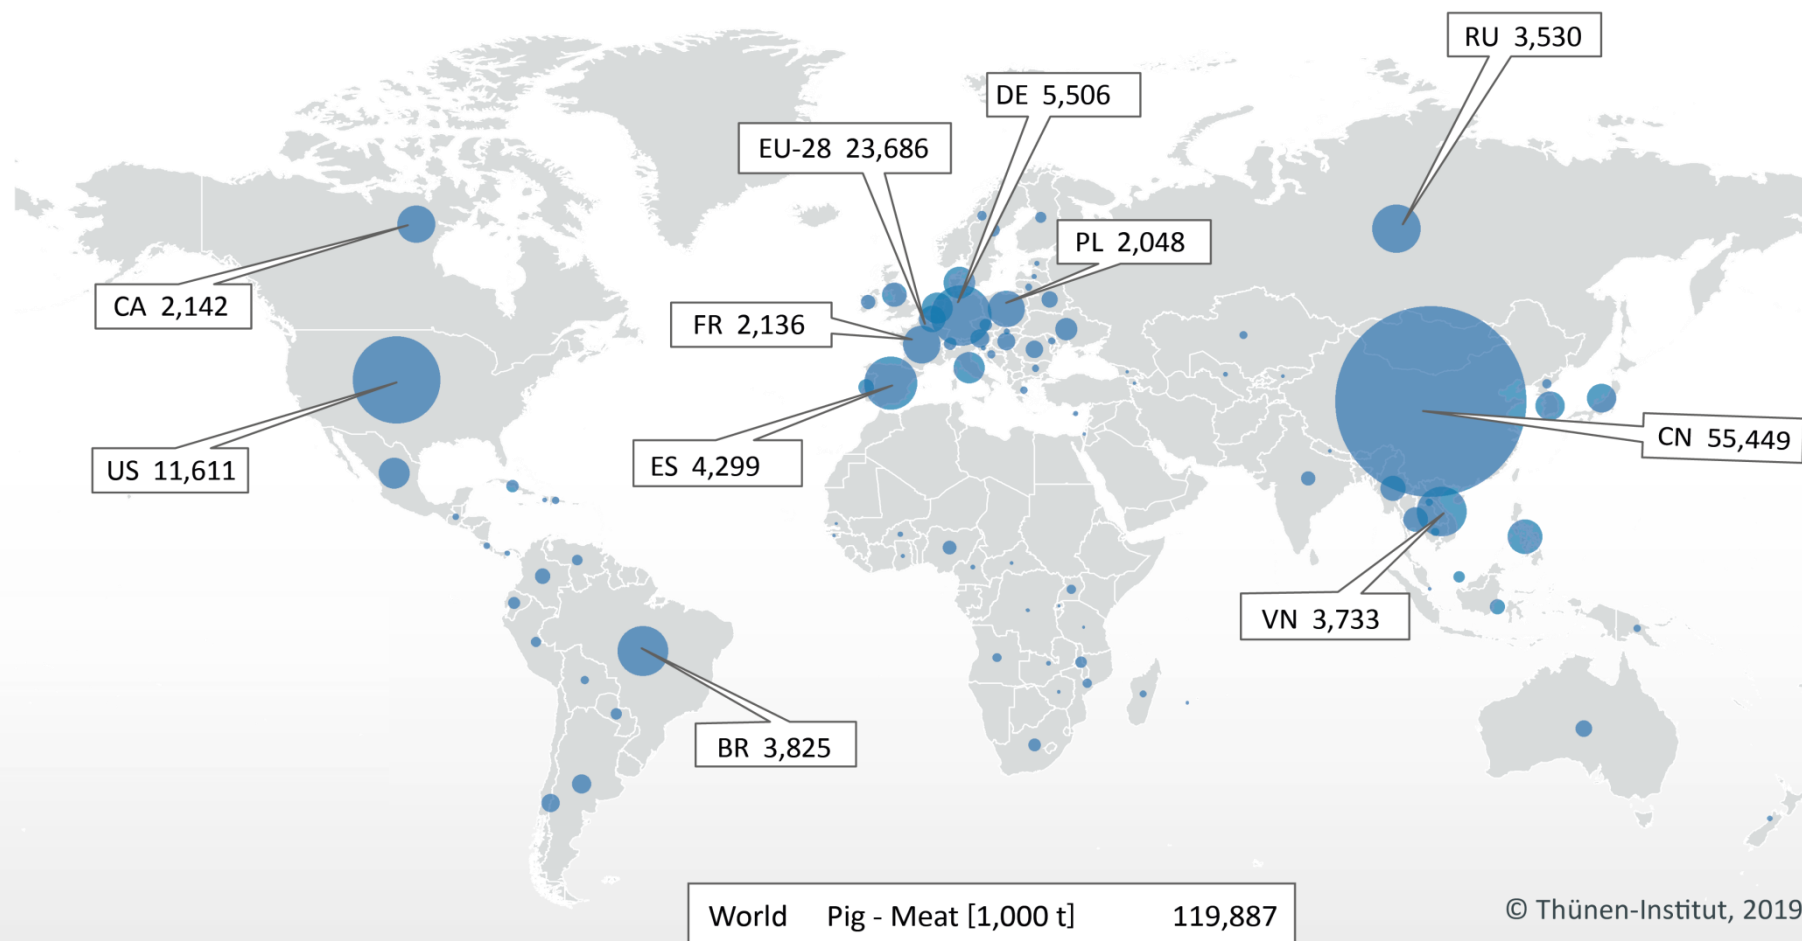 RU 3,530
DE 5,506
EU-28 23,686
PL 2,048
CA 2,142
FR 2,136
CN 55,449
US 11,611
ES 4,299
VN 3,733
BR 3,825
World Pig - Meat [1,000 t] 119,887
© Thünen-Institut, 2019